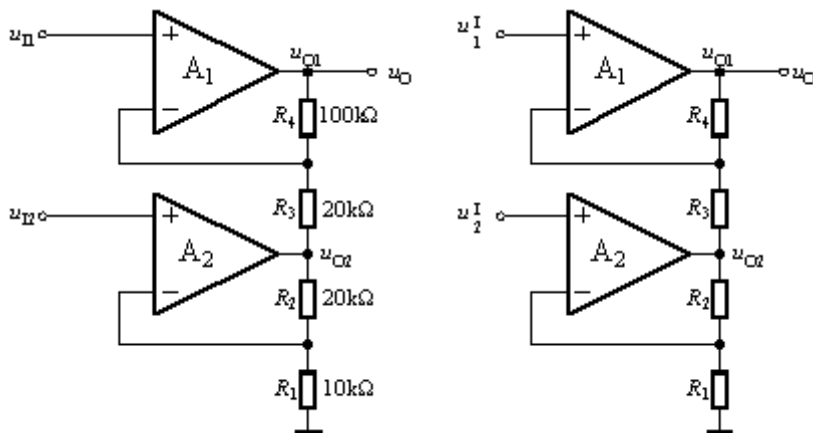 u_I1 + A₁ − u_O1 u_O
R₄ 100kΩ
R₃ 20kΩ
u_I2 + A₂ − u_O2
R₂ 20kΩ
R₁ 10kΩ
u_1^I + A₁ − u_O1 u_O
R₄
R₃
u_2^I + A₂ − u_O2
R₂
R₁